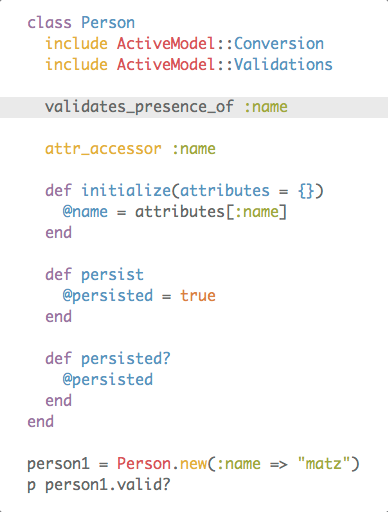 class Person
  include ActiveModel::Conversion
  include ActiveModel::Validations
  validates_presence_of :name
  attr_accessor :name
  def initialize(attributes = {})
    @name = attributes[:name]
  end
  def persist
    @persisted = true
  end
  def persisted?
    @persisted
  end
end
person1 = Person.new(:name => "matz")
p person1.valid?